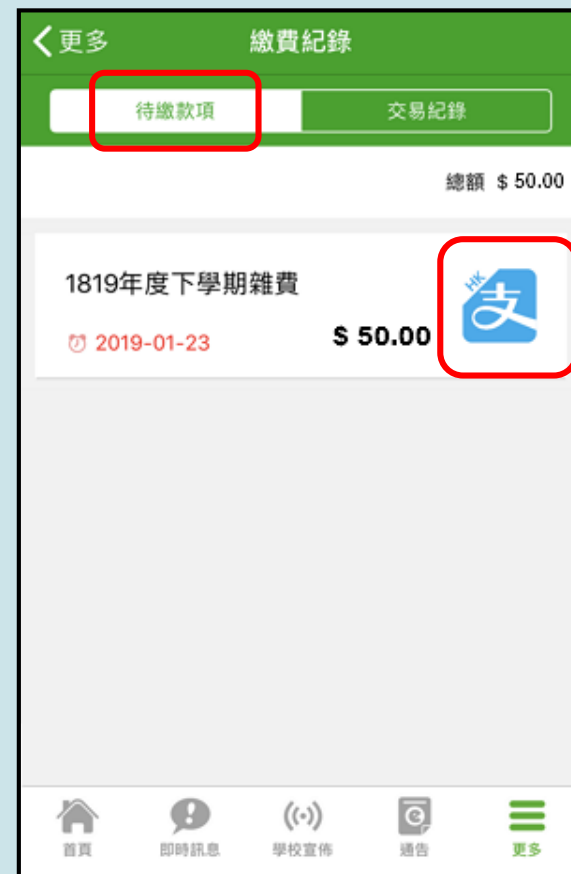 更多
繳費紀錄
待繳款項
交易紀錄
總額 $ 50.00
1819年度下學期雜費
HK
支
2019-01-23
$ 50.00
首頁
即時訊息
學校宣佈
通告
更多